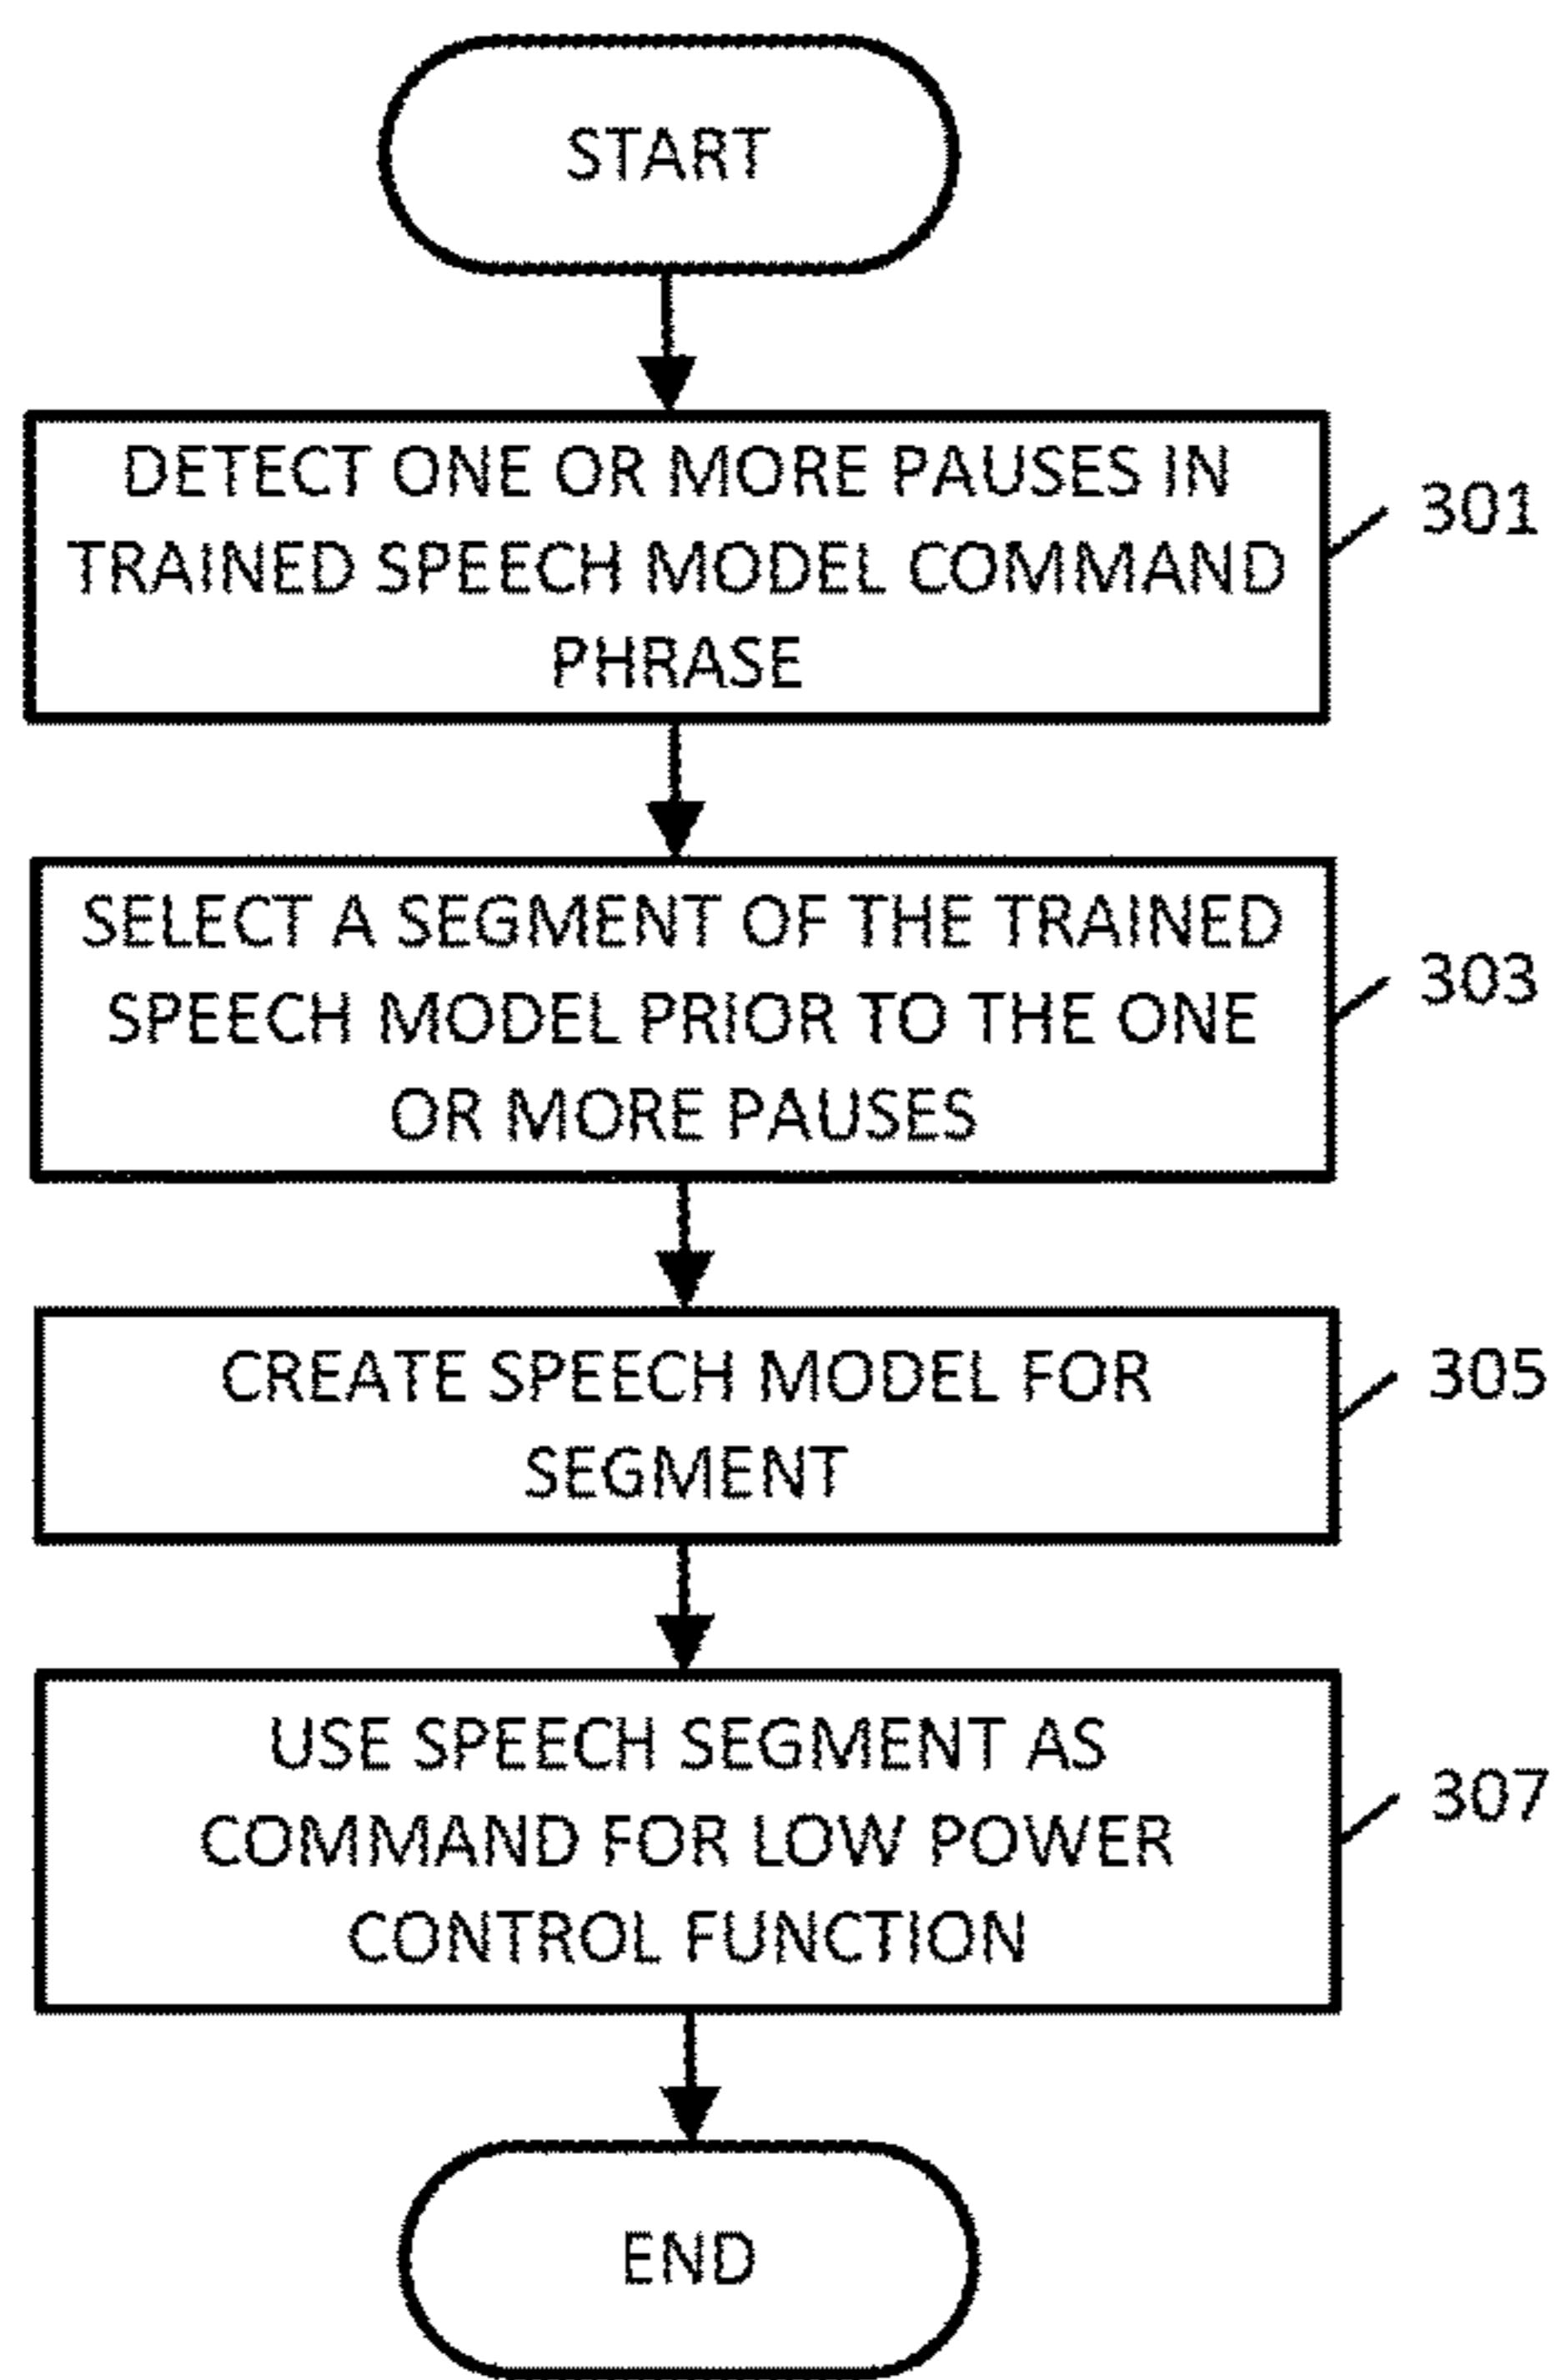 START
DETECT ONE OR MORE PAUSES IN
TRAINED SPEECH MODEL COMMAND
PHRASE
301
SELECT A SEGMENT OF THE TRAINED
SPEECH MODEL PRIOR TO THE ONE
OR MORE PAUSES
303
CREATE SPEECH MODEL FOR
SEGMENT
305
USE SPEECH SEGMENT AS
COMMAND FOR LOW POWER
CONTROL FUNCTION
307
END